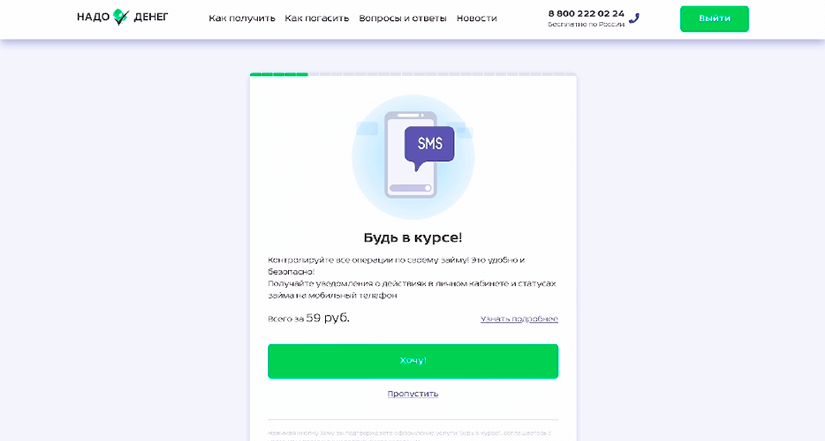 НАДО ДЕНЕГ
Как получить Как погасить Вопросы и ответы Новости
8 800 222 02 24
Бесплатно по России
Выйти
SMS
Будь в курсе!
Контролируйте все операции по своему займу! Это удобно и
безопасно!
Получайте уведомления о действиях в личном кабинете и статусах
займа на мобильный телефон
Всего за 59 руб.
Узнать подробнее
Хочу!
Пропустить